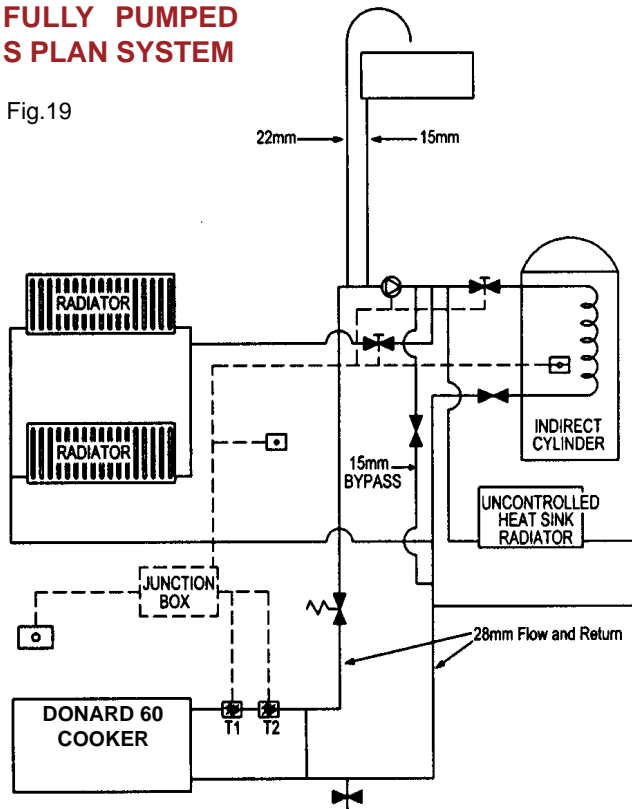 FULLY PUMPED
S PLAN SYSTEM
Fig.19
22mm
15mm
RADIATOR
RADIATOR
15mm
BYPASS
INDIRECT
CYLINDER
UNCONTROLLED
HEAT SINK
RADIATOR
JUNCTION
BOX
28mm Flow and Return
DONARD 60
COOKER
T1
T2